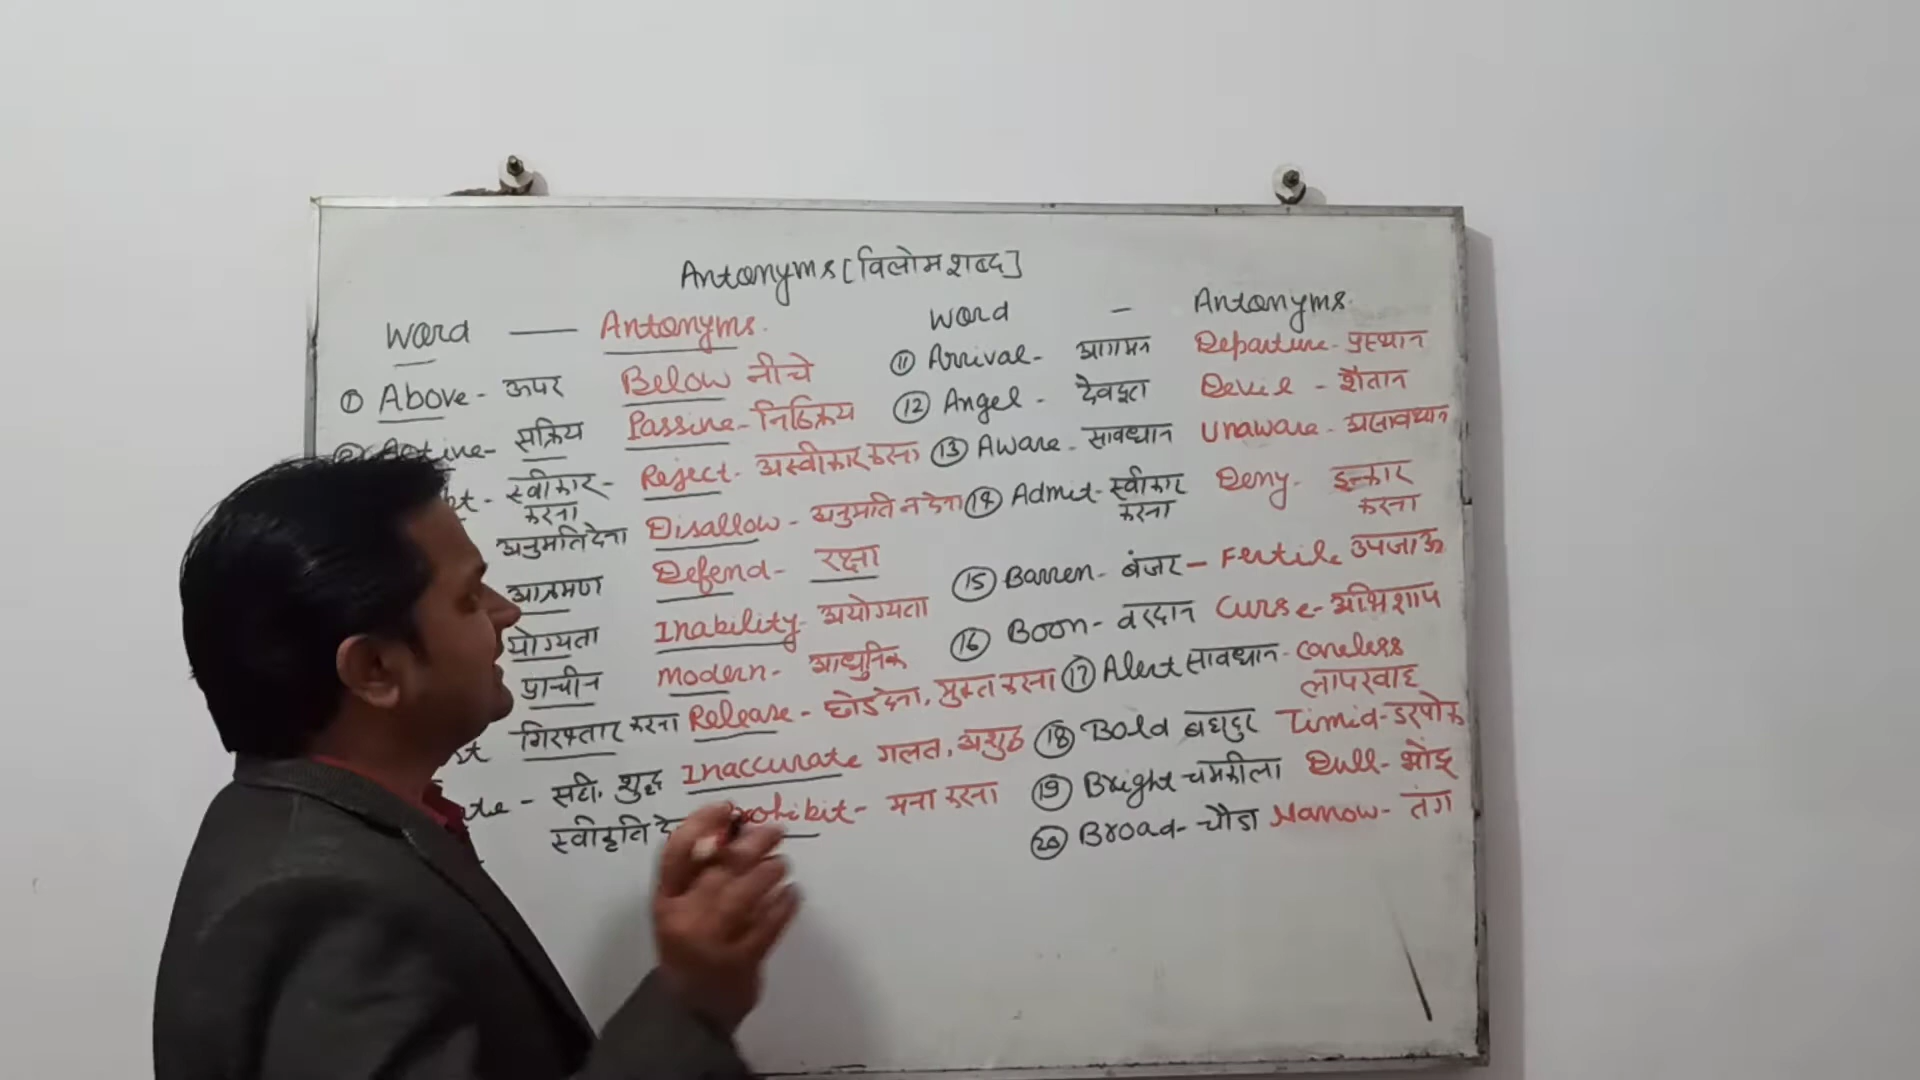 Antonyms [विलोम शब्द]
Word — Antonyms.
① Above - ऊपर Below नीचे
Active - सक्रिय Passive - निष्क्रिय
स्वीकार करना - Reject - अस्वीकार करना
अनुमति देना Disallow - अनुमति न देना
आक्रमण Defend - रक्षा
योग्यता Inability - अयोग्यता
प्राचीन Modern - आधुनिक
गिरफ्तार करना Release - छोड़ देना, मुक्त करना
सही, शुद्ध Inaccurate गलत, अशुद्ध
स्वीकृति Prohibit - मना करना
Word — Antonyms.
⑪ Arrival - आगमन Departure - प्रस्थान
⑫ Angel - देवदूत Devil - शैतान
⑬ Aware - सावधान Unaware - असावधान
⑭ Admit - स्वीकार करना Deny - इन्कार करना
⑮ Barren - बंजर - Fertile उपजाऊ
⑯ Boon - वरदान Curse - अभिशाप
⑰ Alert सावधान - Careless लापरवाह
⑱ Bold बहादुर Timid - डरपोक
⑲ Bright चमकीला Dull - भोंदू
⑳ Broad - चौडा Narrow - तंग